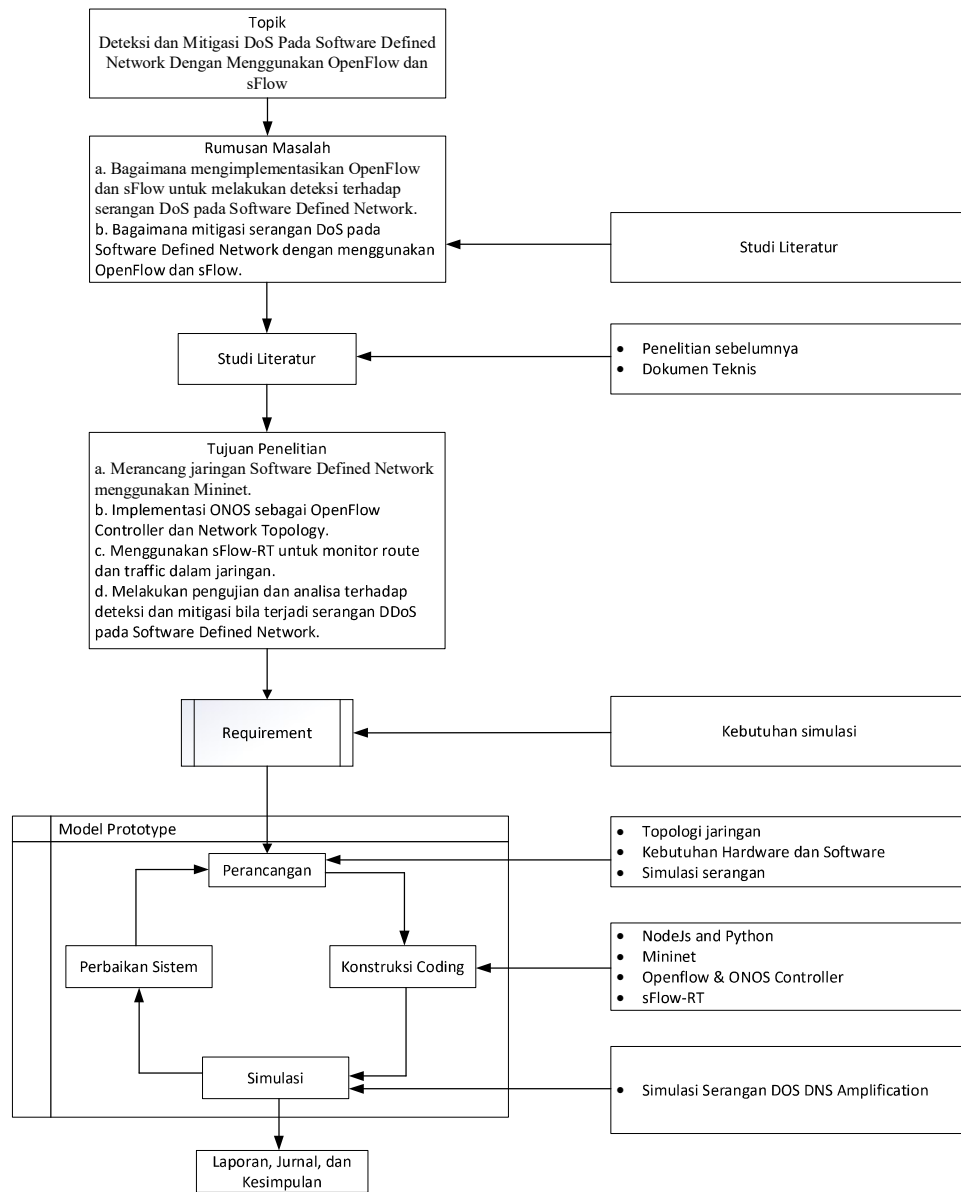 Topik
Deteksi dan Mitigasi DoS Pada Software Defined
Network Dengan Menggunakan OpenFlow dan
sFlow
Rumusan Masalah
a. Bagaimana mengimplementasikan OpenFlow
dan sFlow untuk melakukan deteksi terhadap
serangan DoS pada Software Defined Network.
b. Bagaimana mitigasi serangan DoS pada
Software Defined Network dengan menggunakan
OpenFlow dan sFlow.
Studi Literatur
Studi Literatur
• Penelitian sebelumnya
• Dokumen Teknis
Tujuan Penelitian
a. Merancang jaringan Software Defined Network
menggunakan Mininet.
b. Implementasi ONOS sebagai OpenFlow
Controller dan Network Topology.
c. Menggunakan sFlow-RT untuk monitor route
dan traffic dalam jaringan.
d. Melakukan pengujian dan analisa terhadap
deteksi dan mitigasi bila terjadi serangan DDoS
pada Software Defined Network.
Requirement
Kebutuhan simulasi
Model Prototype
Perancangan
• Topologi jaringan
• Kebutuhan Hardware dan Software
• Simulasi serangan
Perbaikan Sistem
Konstruksi Coding
• NodeJs and Python
• Mininet
• Openflow & ONOS Controller
• sFlow-RT
Simulasi
• Simulasi Serangan DOS DNS Amplification
Laporan, Jurnal, dan
Kesimpulan